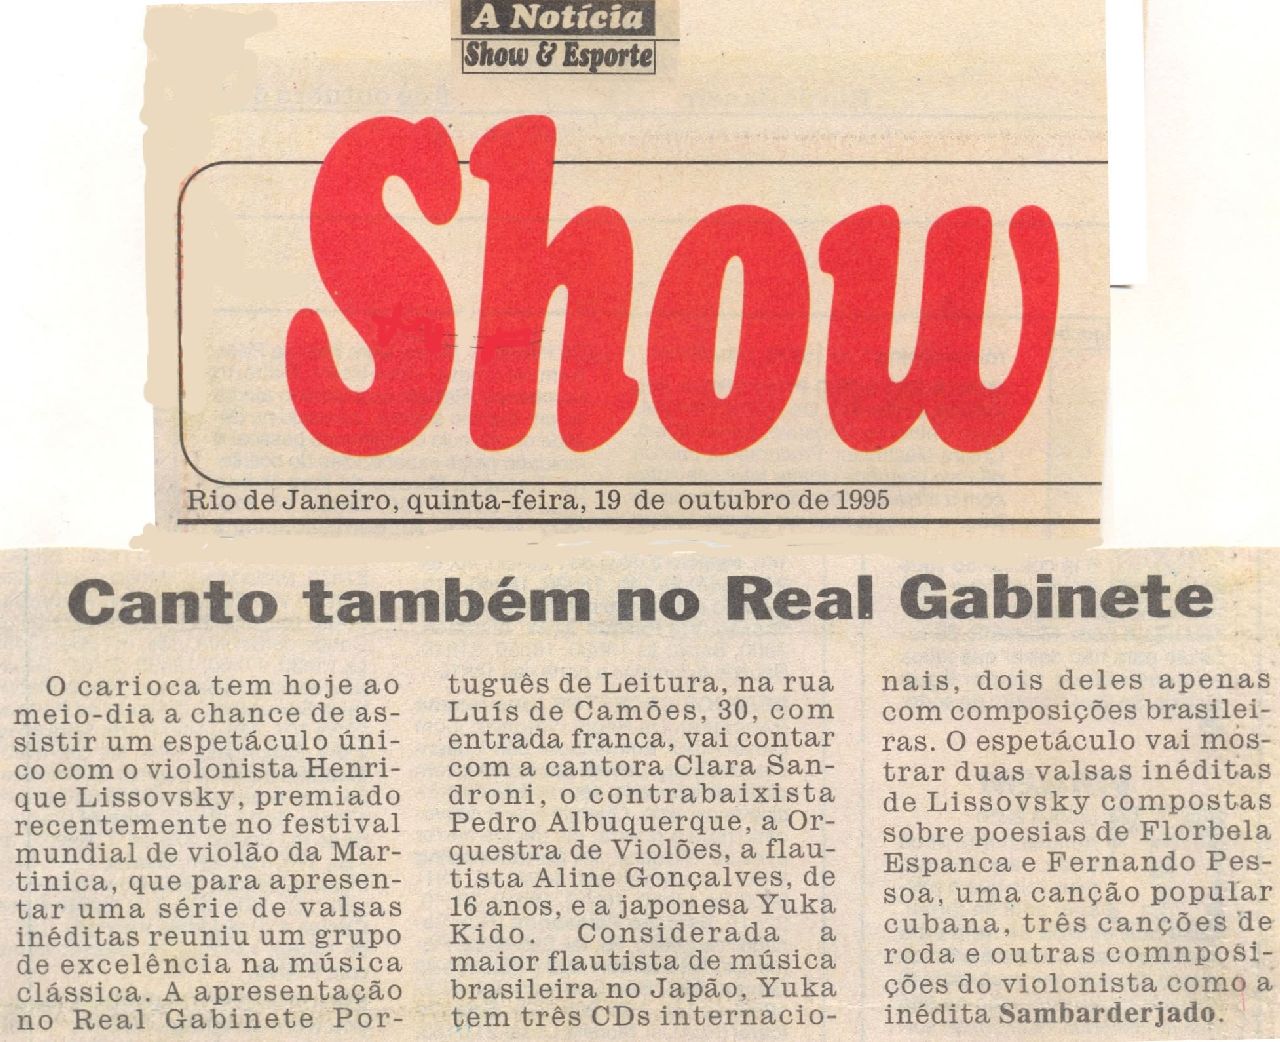 A Notícia
Show & Esporte
Show
Rio de Janeiro, quinta-feira, 19 de outubro de 1995
Canto também no Real Gabinete
O carioca tem hoje ao
meio-dia a chance de as-
sistir um espetáculo úni-
co com o violonista Henri-
que Lissovsky, premiado
recentemente no festival
mundial de violão da Mar-
tinica, que para apresen-
tar uma série de valsas
inéditas reuniu um grupo
de excelência na música
clássica. A apresentação
no Real Gabinete Por-
tuguês de Leitura, na rua
Luís de Camões, 30, com
entrada franca, vai contar
com a cantora Clara San-
droni, o contrabaixista
Pedro Albuquerque, a Or-
questra de Violões, a flau-
tista Aline Gonçalves, de
16 anos, e a japonesa Yuka
Kido. Considerada a
maior flautista de música
brasileira no Japão, Yuka
tem três CDs internacio-
nais, dois deles apenas
com composições brasilei-
ras. O espetáculo vai mos-
trar duas valsas inéditas
de Lissovsky compostas
sobre poesias de Florbela
Espanca e Fernando Pes-
soa, uma canção popular
cubana, três canções de
roda e outras comnposi-
ções do violonista como a
inédita Sambarderjado.